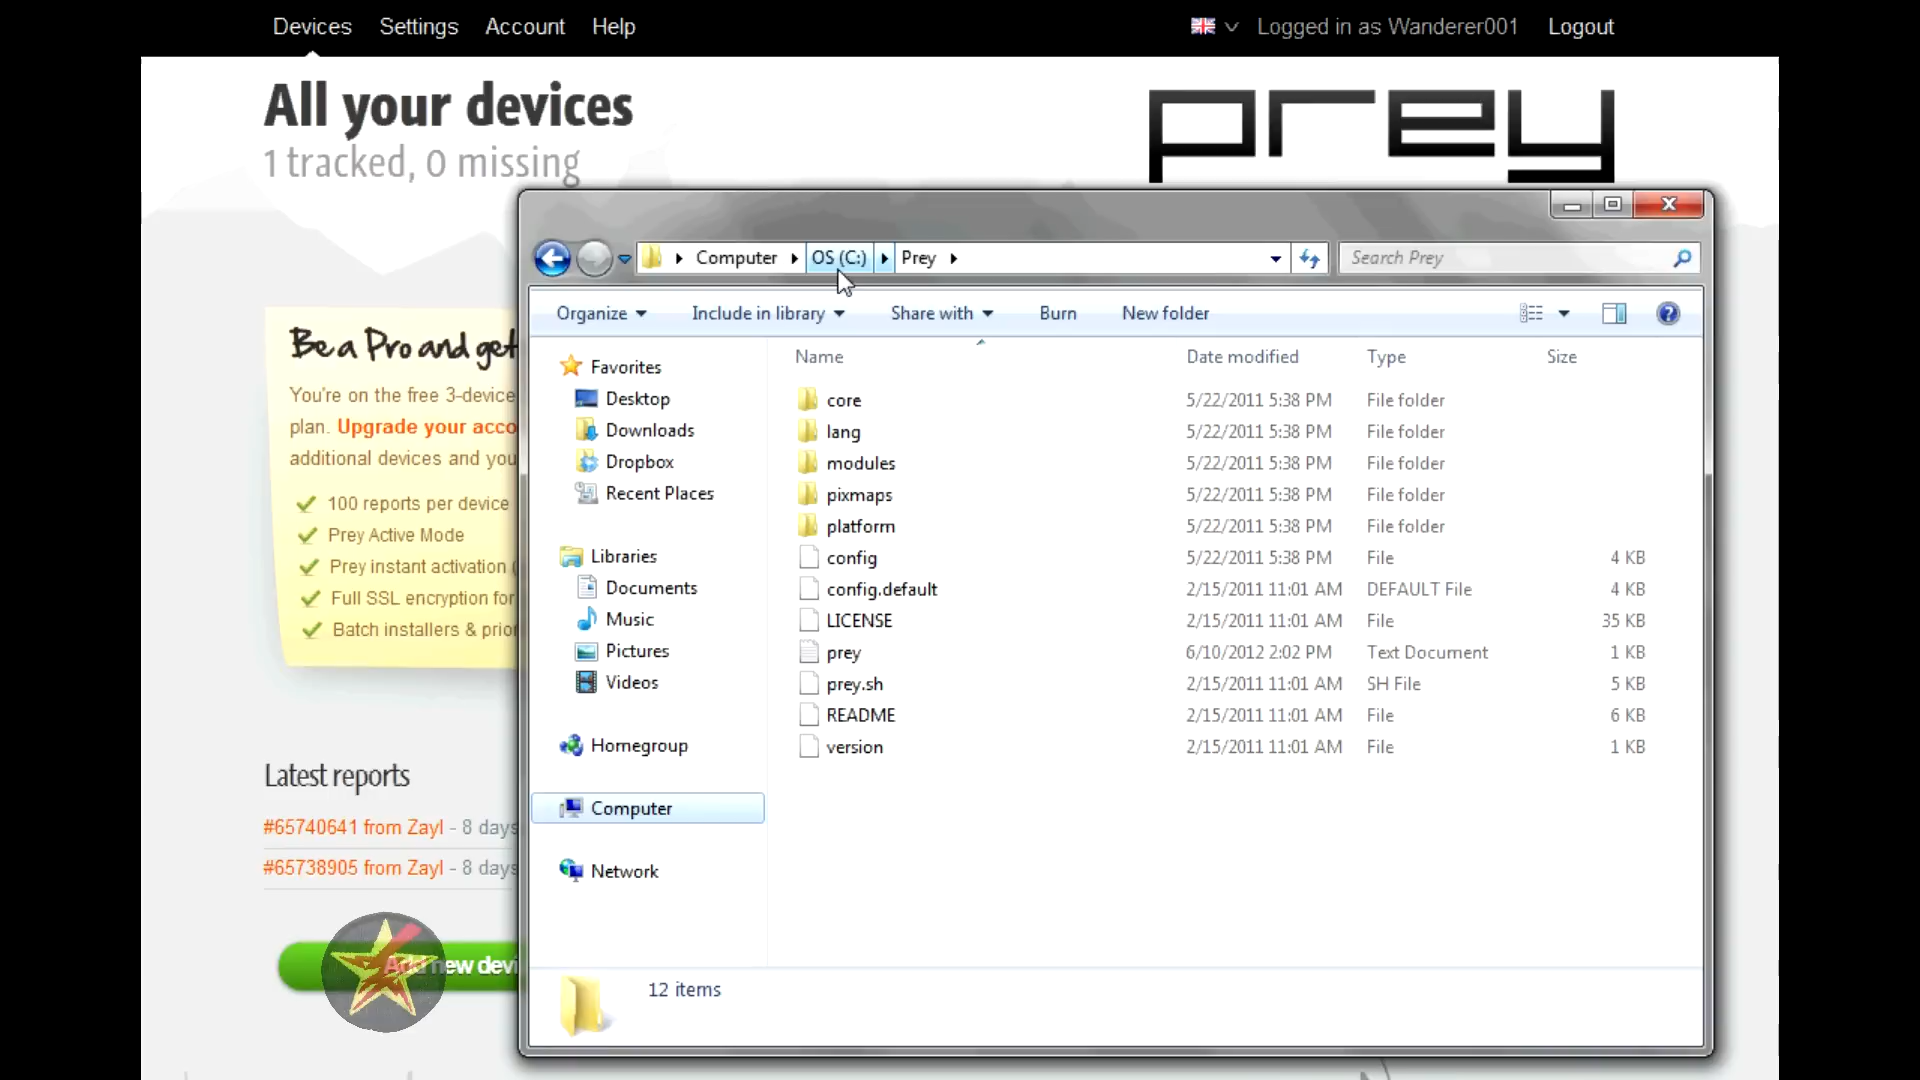 Devices Settings Account Help Logged in as Wanderer001 Logout
All your devices
1 tracked, 0 missing
prey
Computer OS (C:) Prey Search Prey
Organize Include in library Share with Burn New folder
Be a Pro and get
You're on the free 3-device
plan. Upgrade your acco
additional devices and you
100 reports per device
Prey Active Mode
Prey instant activation (
Full SSL encryption for
Batch installers & prior
Latest reports
#65740641 from Zayl - 8 days
#65738905 from Zayl - 8 days
Add new devi
Favorites
Desktop
Downloads
Dropbox
Recent Places
Libraries
Documents
Music
Pictures
Videos
Homegroup
Computer
Network
Name Date modified Type Size
core 5/22/2011 5:38 PM File folder
lang 5/22/2011 5:38 PM File folder
modules 5/22/2011 5:38 PM File folder
pixmaps 5/22/2011 5:38 PM File folder
platform 5/22/2011 5:38 PM File folder
config 5/22/2011 5:38 PM File 4 KB
config.default 2/15/2011 11:01 AM DEFAULT File 4 KB
LICENSE 2/15/2011 11:01 AM File 35 KB
prey 6/10/2012 2:02 PM Text Document 1 KB
prey.sh 2/15/2011 11:01 AM SH File 5 KB
README 2/15/2011 11:01 AM File 6 KB
version 2/15/2011 11:01 AM File 1 KB
12 items